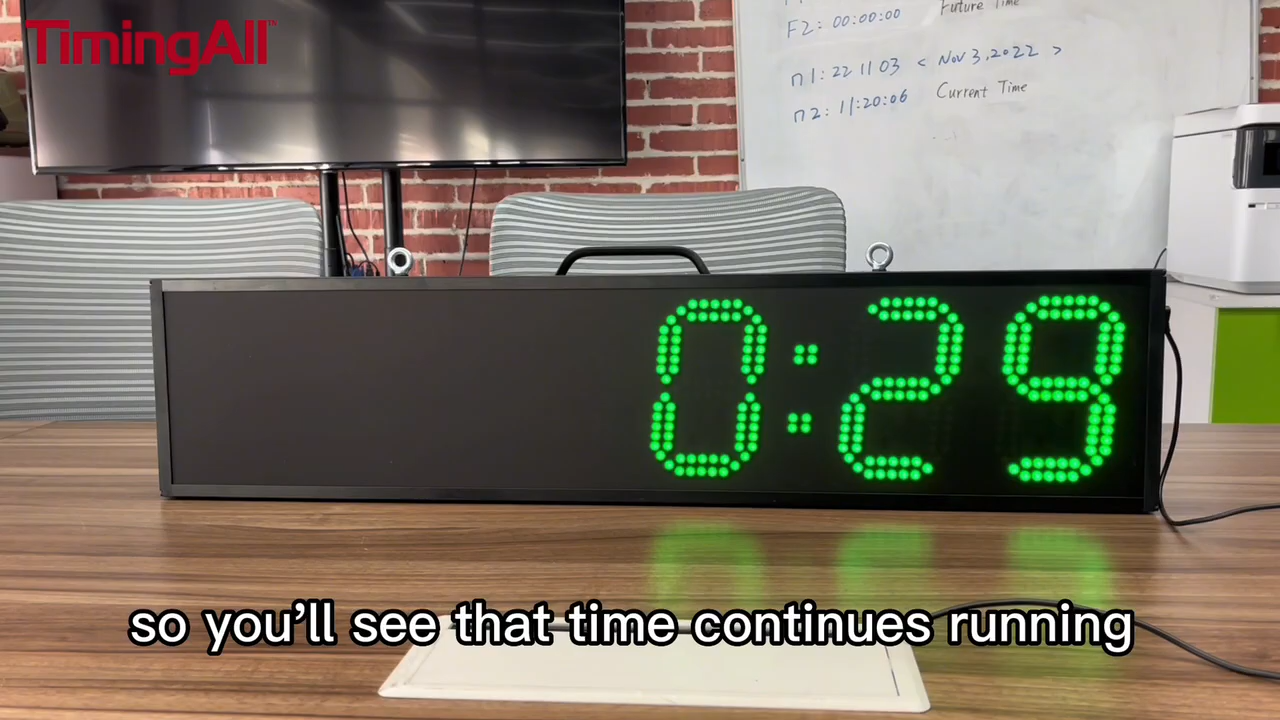 TimingAll™
F2: 00:00:00 Future Time
n1: 22 11 03 < Nov 3, 2022 >
n2: 11:20:06 Current Time
0:29
so you'll see that time continues running